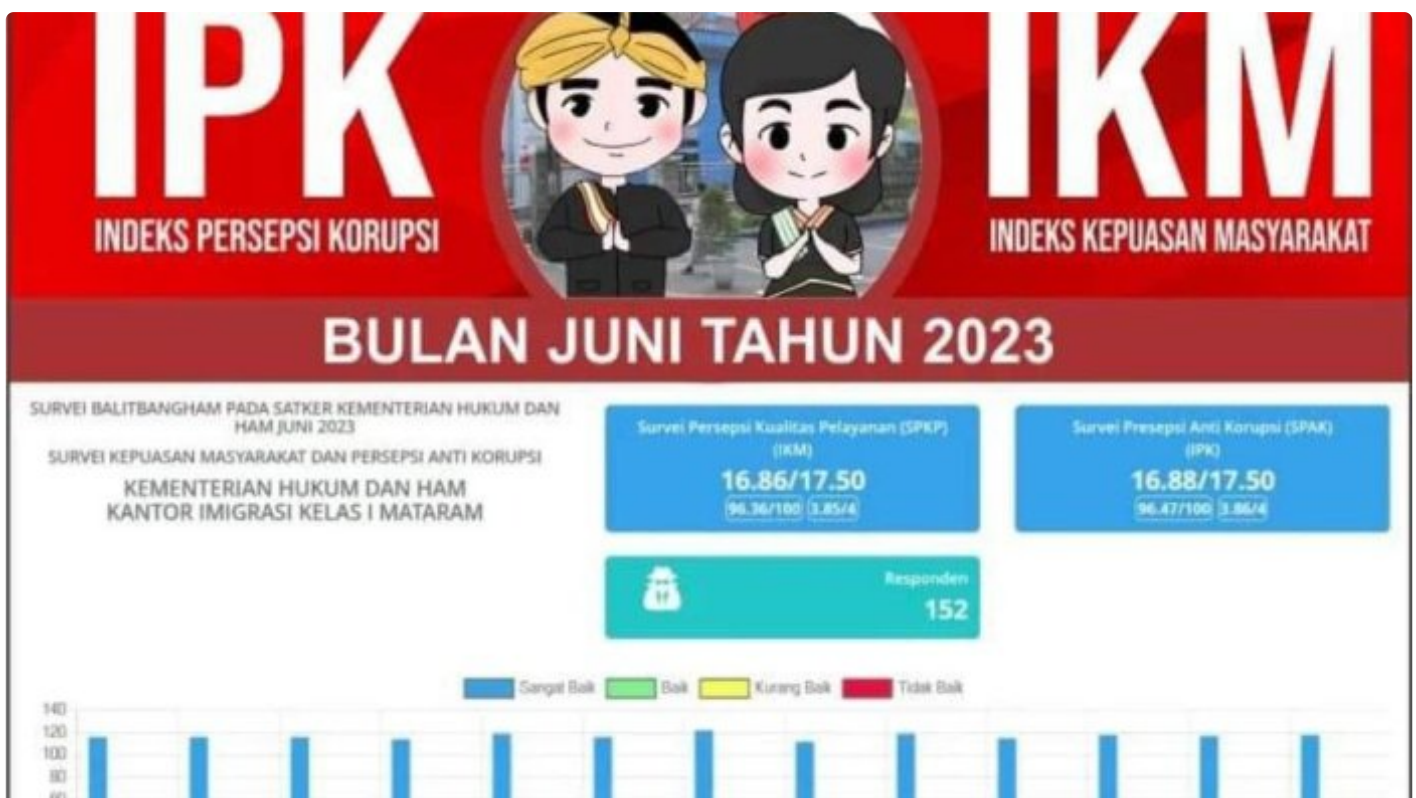 IPK
INDEKS PERSEPSI KORUPSI
IKM
INDEKS KEPUASAN MASYARAKAT
BULAN JUNI TAHUN 2023
SURVEI BALITBANGHAM PADA SATKER KEMENTERIAN HUKUM DAN
HAM JUNI 2023
SURVEI KEPUASAN MASYARAKAT DAN PERSEPSI ANTI KORUPSI
KEMENTERIAN HUKUM DAN HAM
KANTOR IMIGRASI KELAS I MATARAM
Survei Persepsi Kualitas Pelayanan (SPKP)
(IKM)
16.86/17.50
96.36/100 3.85/4
Survei Presepsi Anti Korupsi (SPAK)
(IPK)
16.88/17.50
96.47/100 3.86/4
Responden
152
Sangat Baik Baik Kurang Baik Tidak Baik
140
120
100
80
60